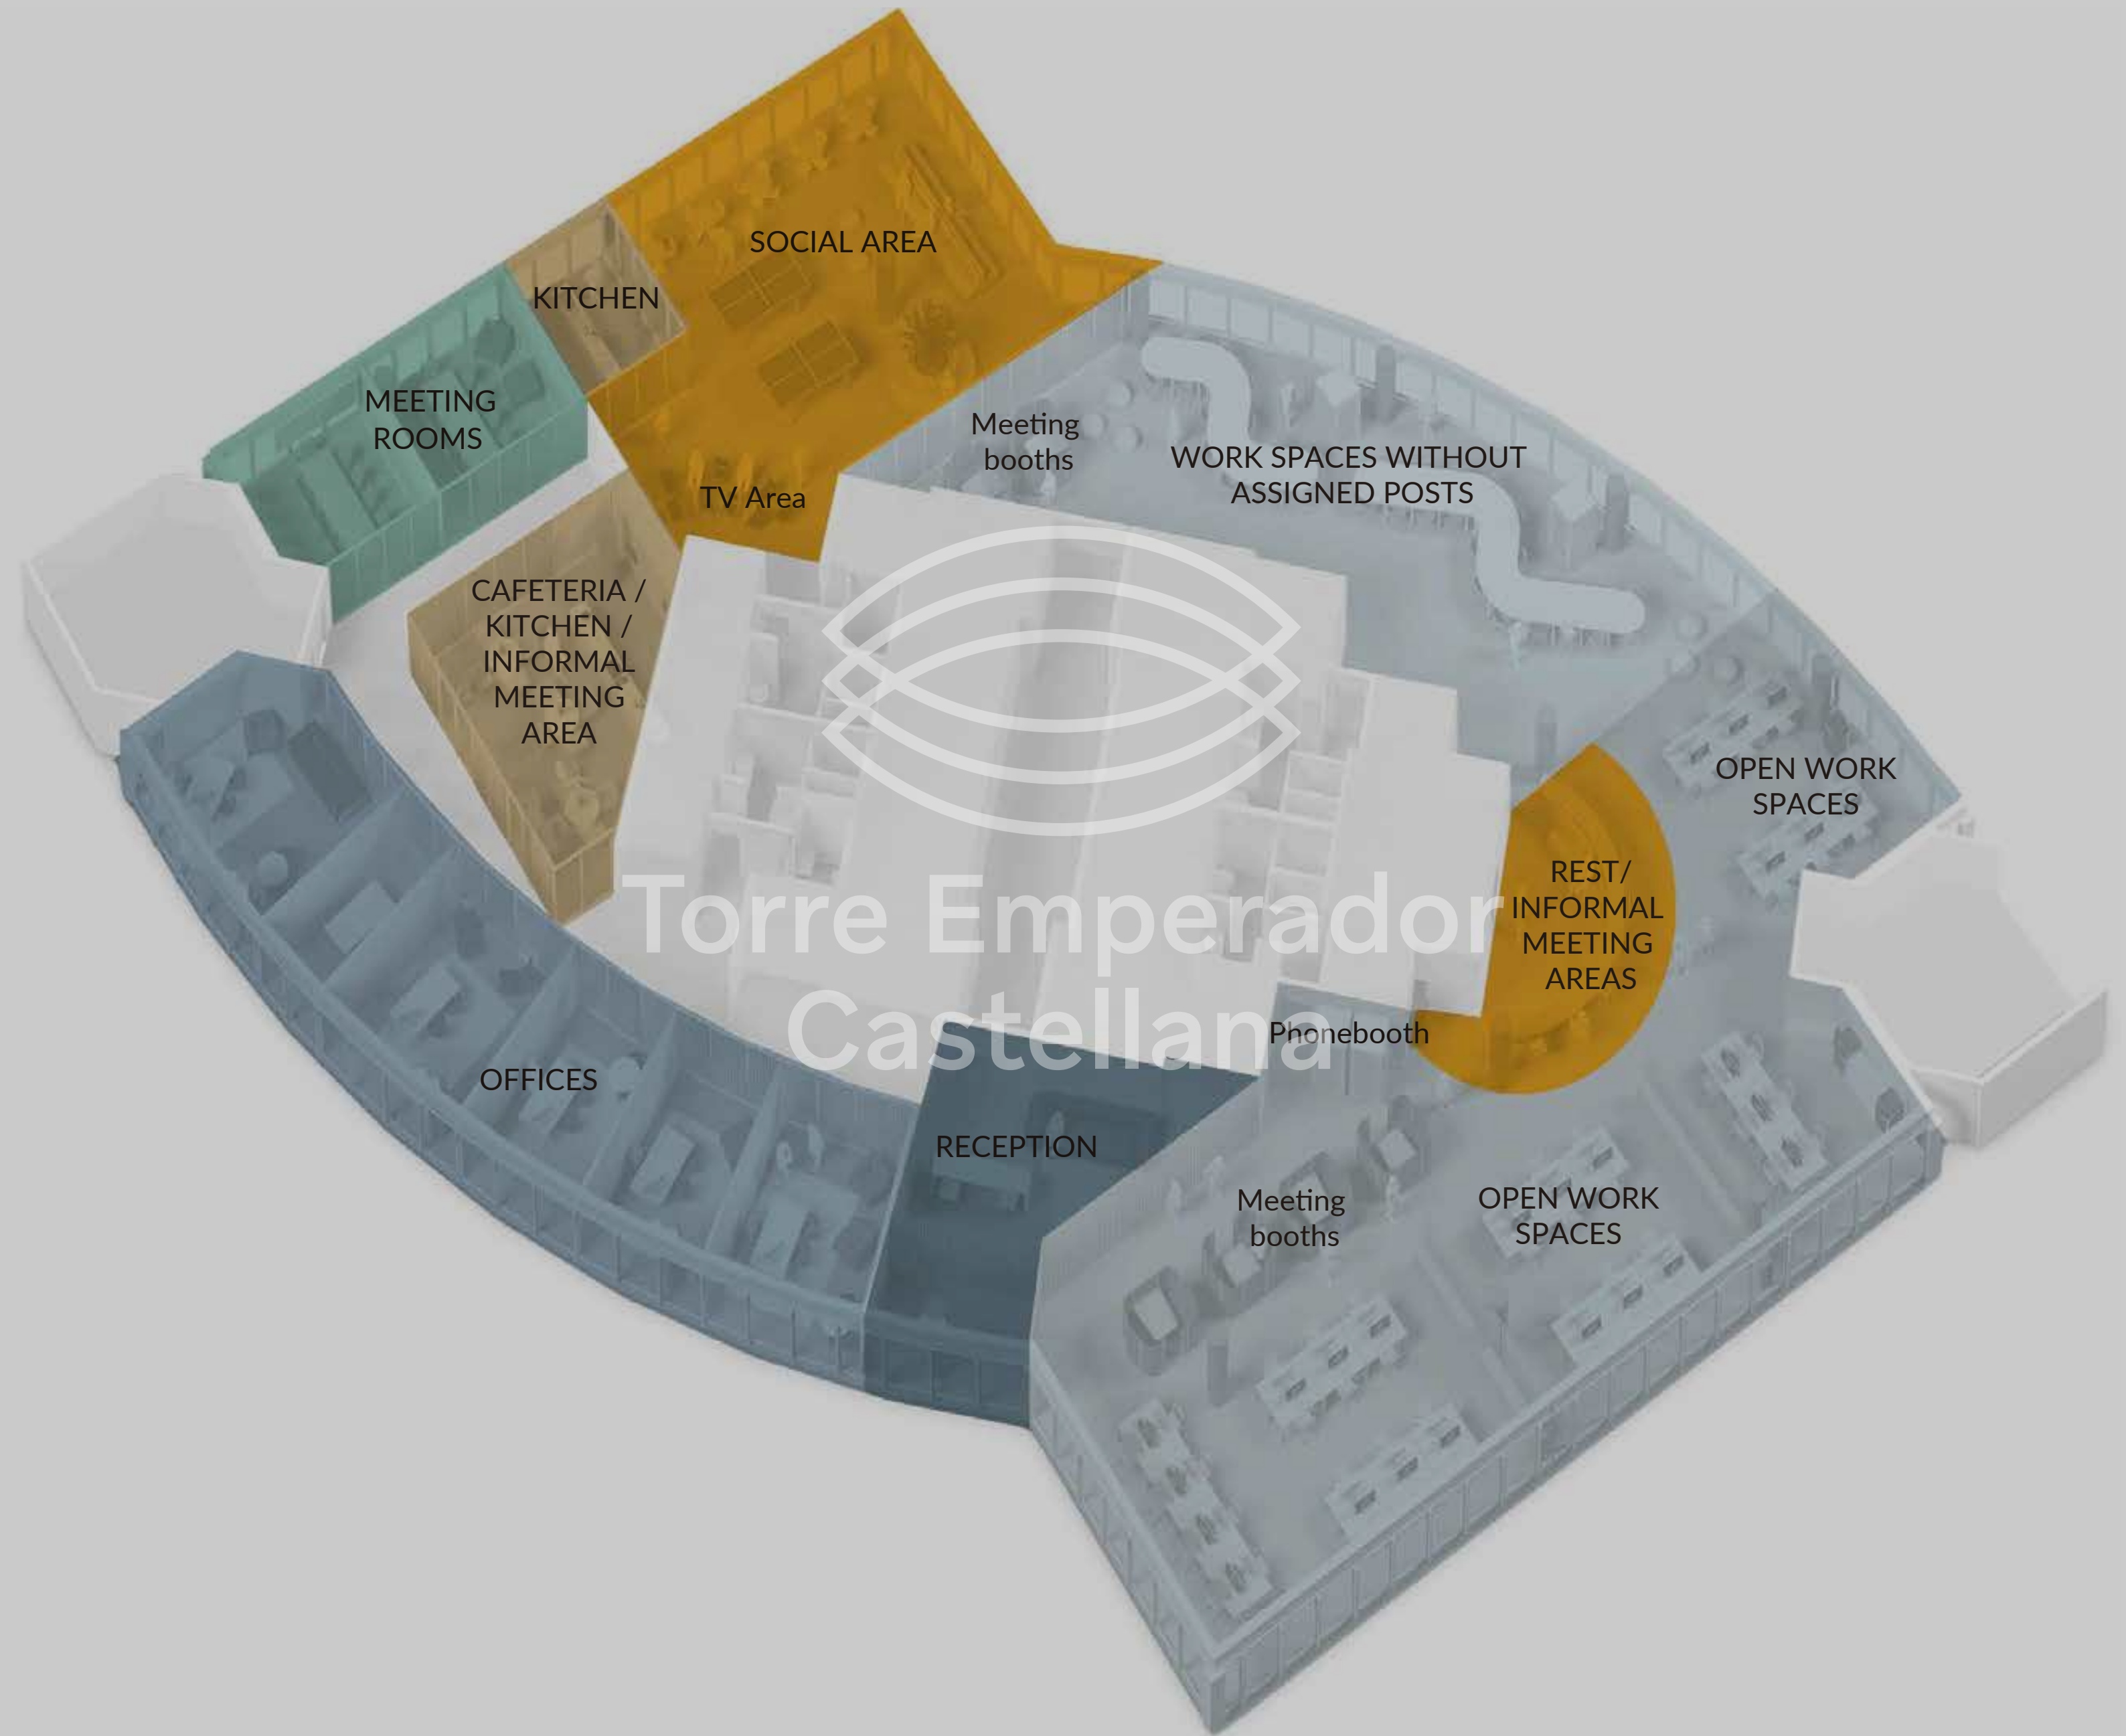 SOCIAL AREA
KITCHEN
MEETING
ROOMS
Meeting
booths
WORK SPACES WITHOUT
ASSIGNED POSTS
TV Area
CAFETERIA /
KITCHEN /
INFORMAL
MEETING
AREA
OPEN WORK
SPACES
REST/
INFORMAL
MEETING
AREAS
Torre Emperador
Castellana
Phonebooth
OFFICES
RECEPTION
Meeting
booths
OPEN WORK
SPACES